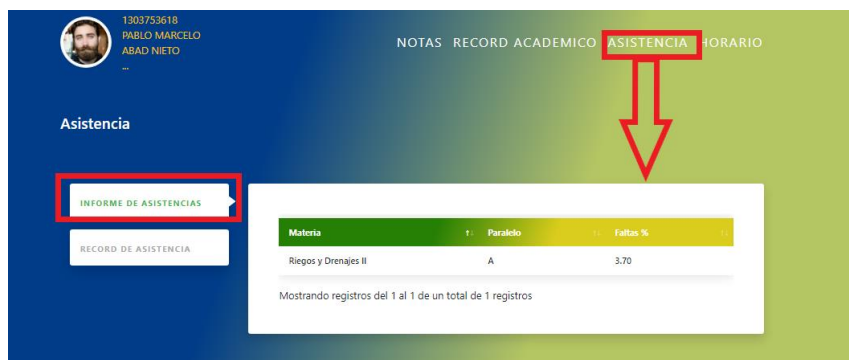 1303753618
PABLO MARCELO
ABAD NIETO
...
NOTAS RECORD ACADEMICO ASISTENCIA HORARIO
Asistencia
INFORME DE ASISTENCIAS
RECORD DE ASISTENCIA
Materia Paralelo Faltas %
Riegos y Drenajes II A 3.70
Mostrando registros del 1 al 1 de un total de 1 registros